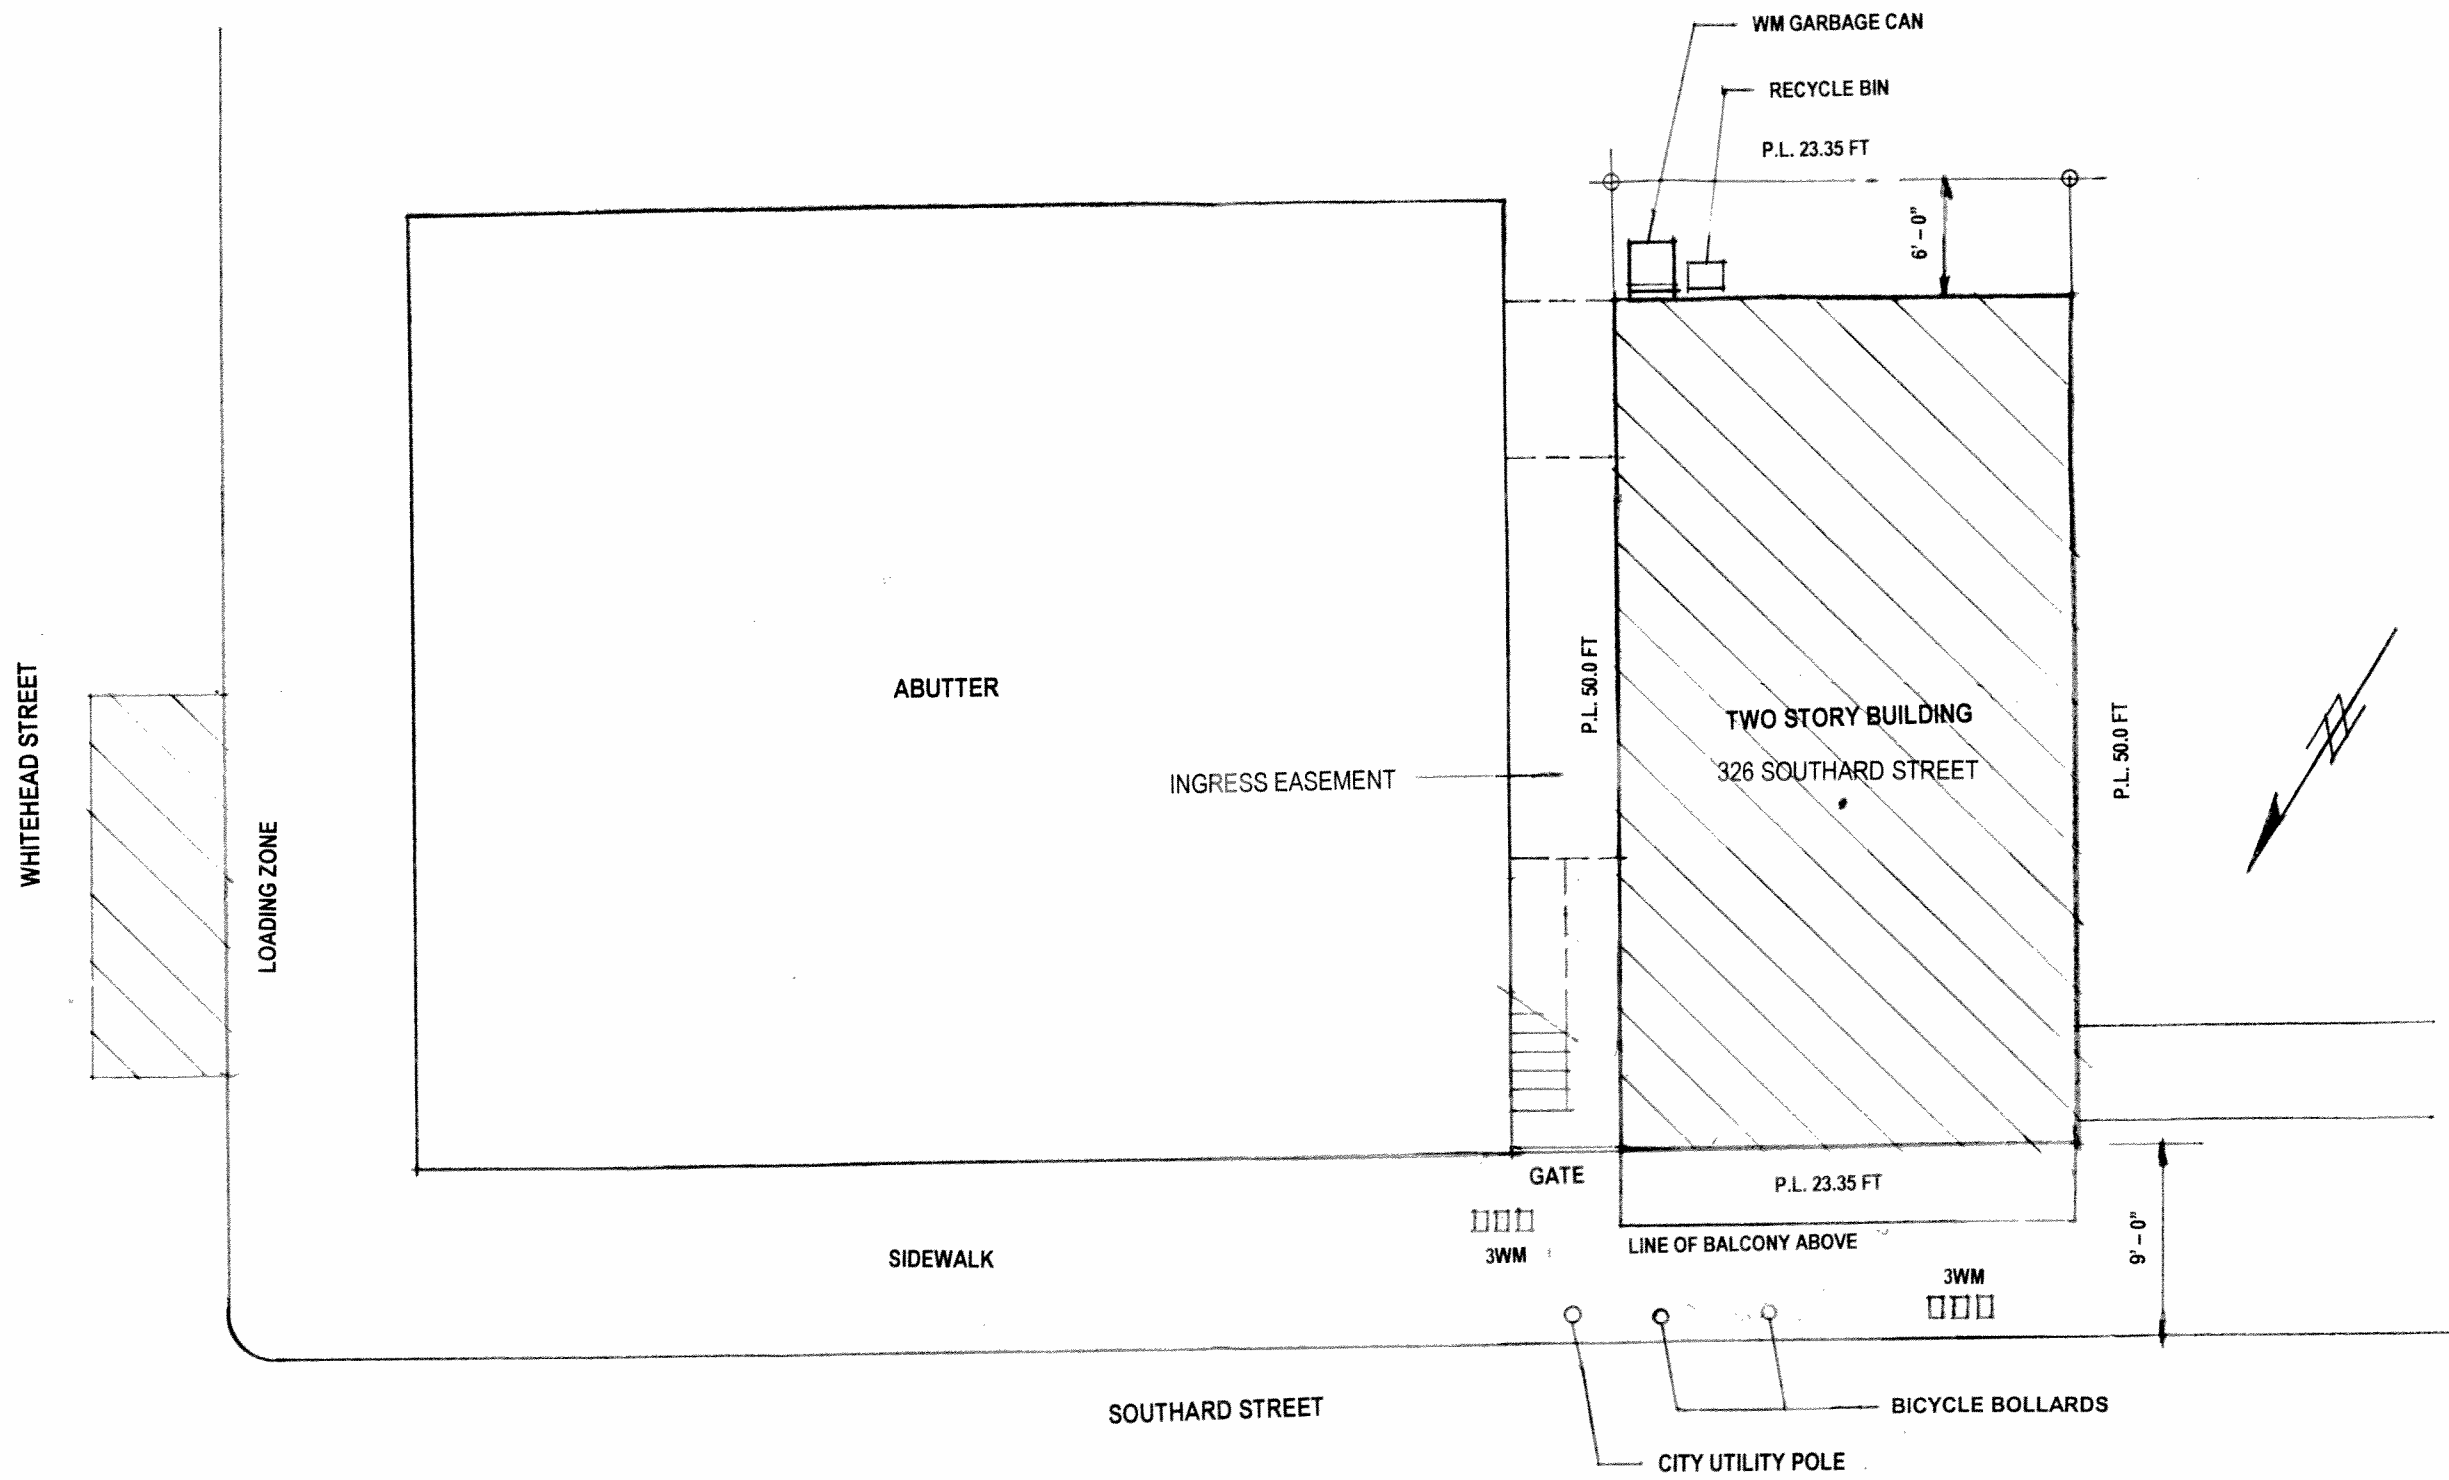 WM GARBAGE CAN
RECYCLE BIN
P.L. 23.35 FT
6' – 0"
ABUTTER
P.L. 50.0 FT
TWO STORY BUILDING
326 SOUTHARD STREET
INGRESS EASEMENT
P.L. 50.0 FT
WHITEHEAD STREET
LOADING ZONE
GATE
P.L. 23.35 FT
3WM
LINE OF BALCONY ABOVE
9' – 0"
SIDEWALK
3WM
SOUTHARD STREET
BICYCLE BOLLARDS
CITY UTILITY POLE